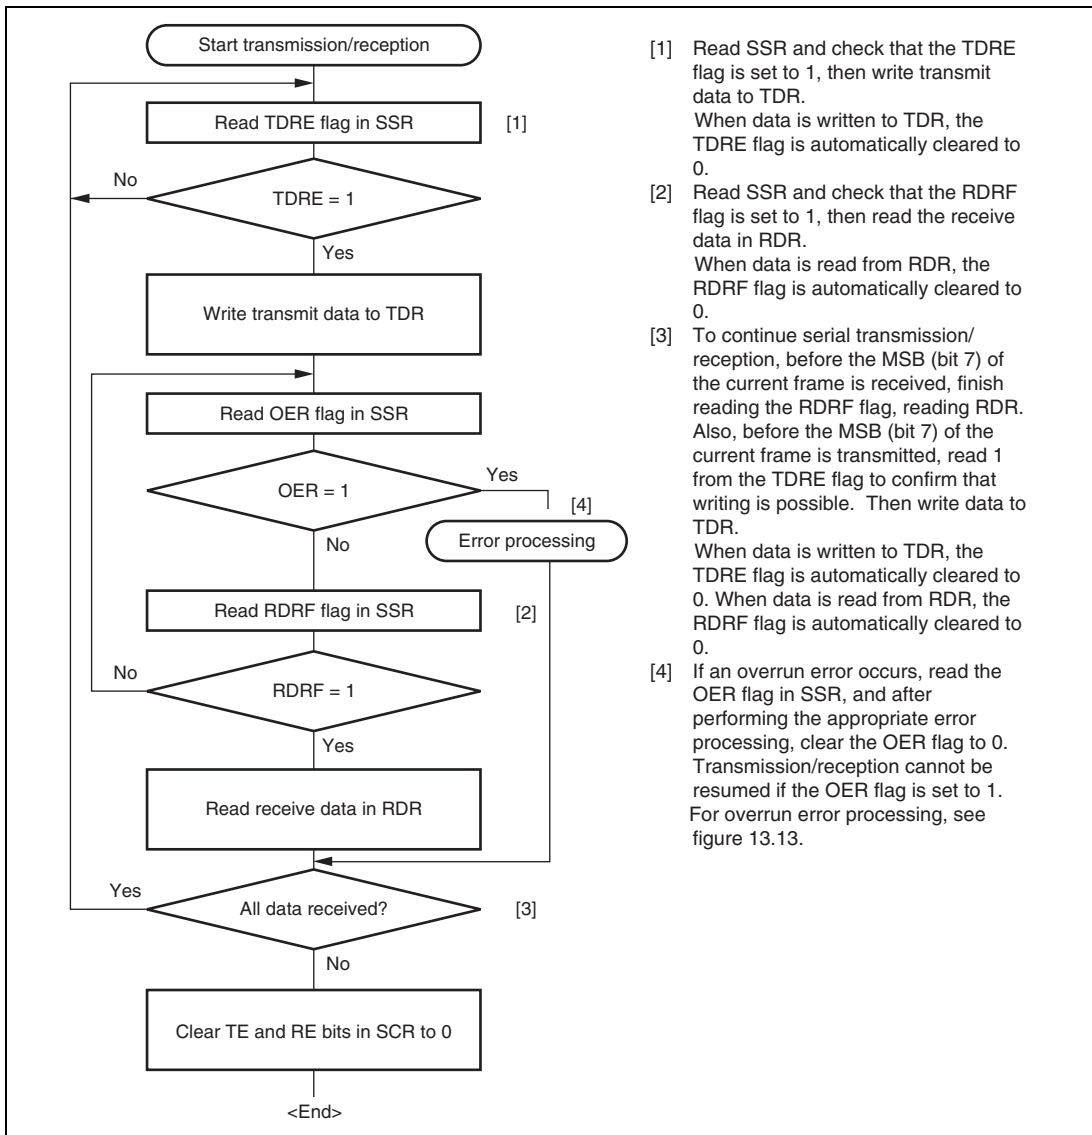 Start transmission/reception
Read TDRE flag in SSR
[1]
No
TDRE = 1
Yes
Write transmit data to TDR
Read OER flag in SSR
Yes
OER = 1
[4]
No
Error processing
Read RDRF flag in SSR
[2]
No
RDRF = 1
Yes
Read receive data in RDR
Yes
All data received?
[3]
No
Clear TE and RE bits in SCR to 0
<End>
[1] Read SSR and check that the TDRE
flag is set to 1, then write transmit
data to TDR.
When data is written to TDR, the
TDRE flag is automatically cleared to
0.
[2] Read SSR and check that the RDRF
flag is set to 1, then read the receive
data in RDR.
When data is read from RDR, the
RDRF flag is automatically cleared to
0.
[3] To continue serial transmission/
reception, before the MSB (bit 7) of
the current frame is received, finish
reading the RDRF flag, reading RDR.
Also, before the MSB (bit 7) of the
current frame is transmitted, read 1
from the TDRE flag to confirm that
writing is possible. Then write data to
TDR.
When data is written to TDR, the
TDRE flag is automatically cleared to
0. When data is read from RDR, the
RDRF flag is automatically cleared to
0.
[4] If an overrun error occurs, read the
OER flag in SSR, and after
performing the appropriate error
processing, clear the OER flag to 0.
Transmission/reception cannot be
resumed if the OER flag is set to 1.
For overrun error processing, see
figure 13.13.